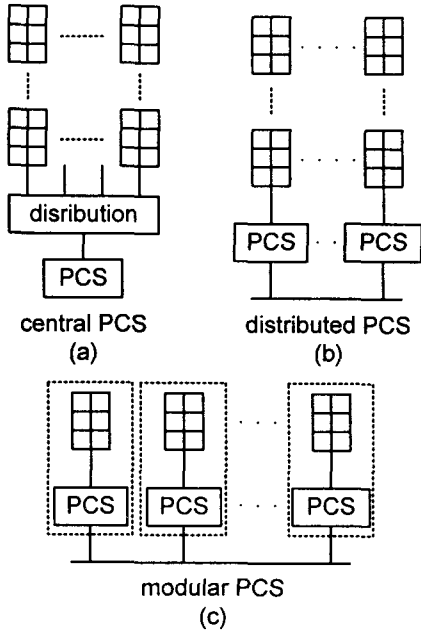 disribution
PCS
central PCS
(a)
PCS
PCS
distributed PCS
(b)
PCS
PCS
PCS
modular PCS
(c)